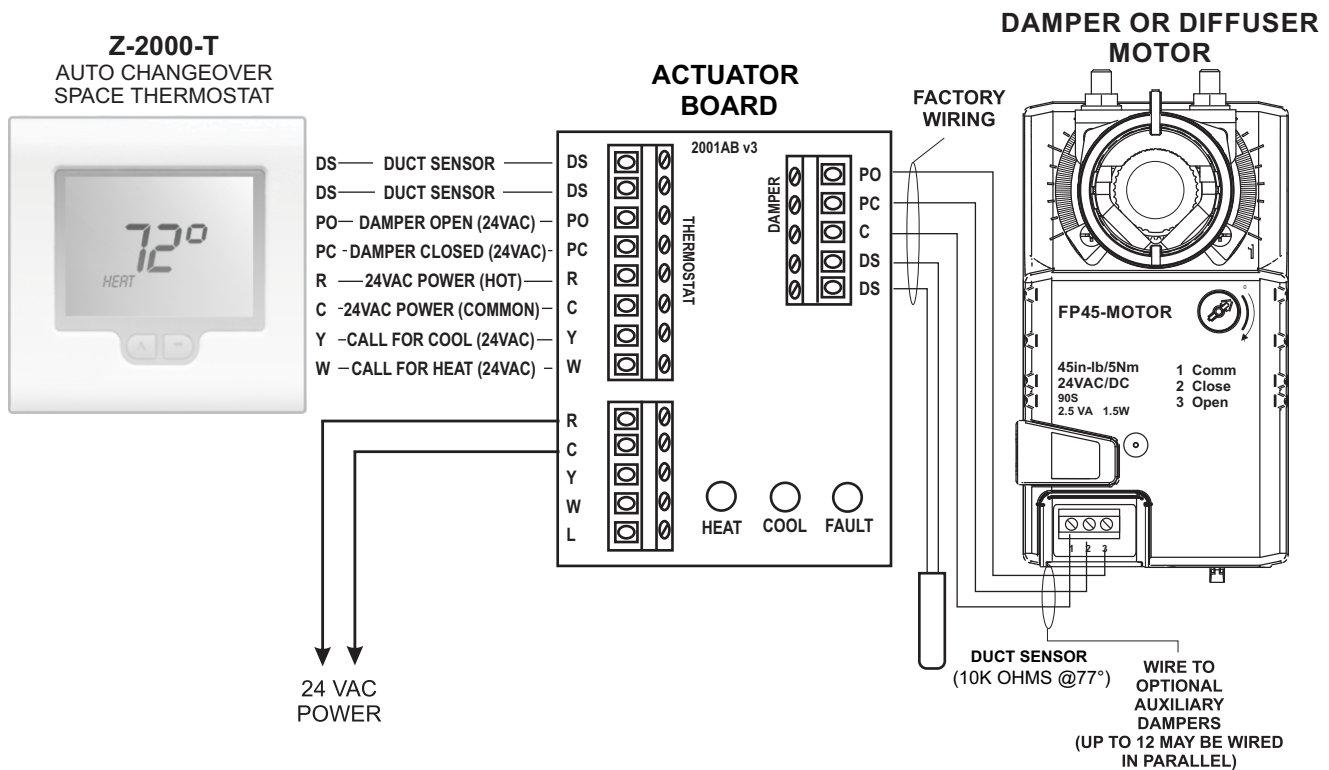 DAMPER OR DIFFUSER
MOTOR
Z-2000-T
AUTO CHANGEOVER
SPACE THERMOSTAT
72°
HEAT
ACTUATOR
BOARD
FACTORY
WIRING
2001AB v3
DS DUCT SENSOR DS
DS DUCT SENSOR DS
PO DAMPER OPEN (24VAC) PO
PC DAMPER CLOSED (24VAC) PC
R 24VAC POWER (HOT) R
C 24VAC POWER (COMMON) C
Y CALL FOR COOL (24VAC) Y
W CALL FOR HEAT (24VAC) W
THERMOSTAT
DAMPER
PO
PC
C
DS
DS
R
C
Y
W
L
HEAT COOL FAULT
24 VAC
POWER
FP45-MOTOR
0
1
45in-lb/5Nm
24VAC/DC
90S
2.5 VA 1.5W
1 Comm
2 Close
3 Open
1 2 3
DUCT SENSOR
(10K OHMS @77°)
WIRE TO
OPTIONAL
AUXILIARY
DAMPERS
(UP TO 12 MAY BE WIRED
IN PARALLEL)